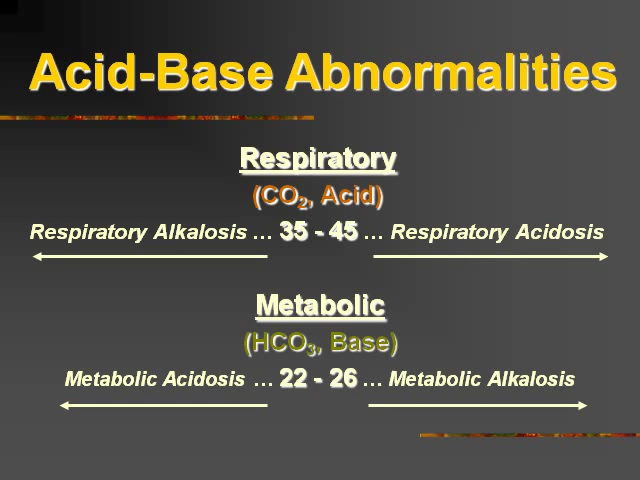 Acid-Base Abnormalities
Respiratory
(CO₂, Acid)
Respiratory Alkalosis … 35 - 45 … Respiratory Acidosis
Metabolic
(HCO₃, Base)
Metabolic Acidosis … 22 - 26 … Metabolic Alkalosis